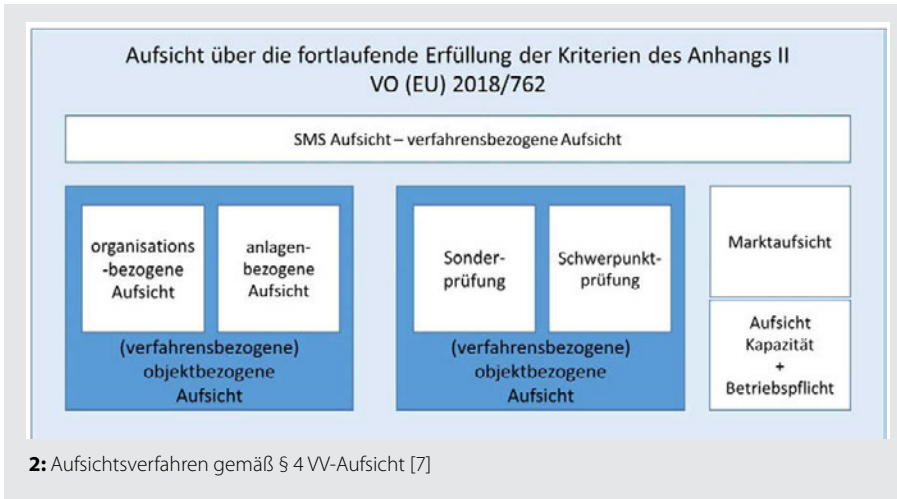 Aufsicht über die fortlaufende Erfüllung der Kriterien des Anhangs II
VO (EU) 2018/762
SMS Aufsicht – verfahrensbezogene Aufsicht
organisations
-bezogene
Aufsicht
anlagen-
bezogene
Aufsicht
(verfahrensbezogene)
objektbezogene
Aufsicht
Sonder-
prüfung
Schwerpunkt-
prüfung
(verfahrensbezogene)
objektbezogene
Aufsicht
Marktaufsicht
Aufsicht
Kapazität
+
Betriebspflicht
2: Aufsichtsverfahren gemäß § 4 VV-Aufsicht [7]